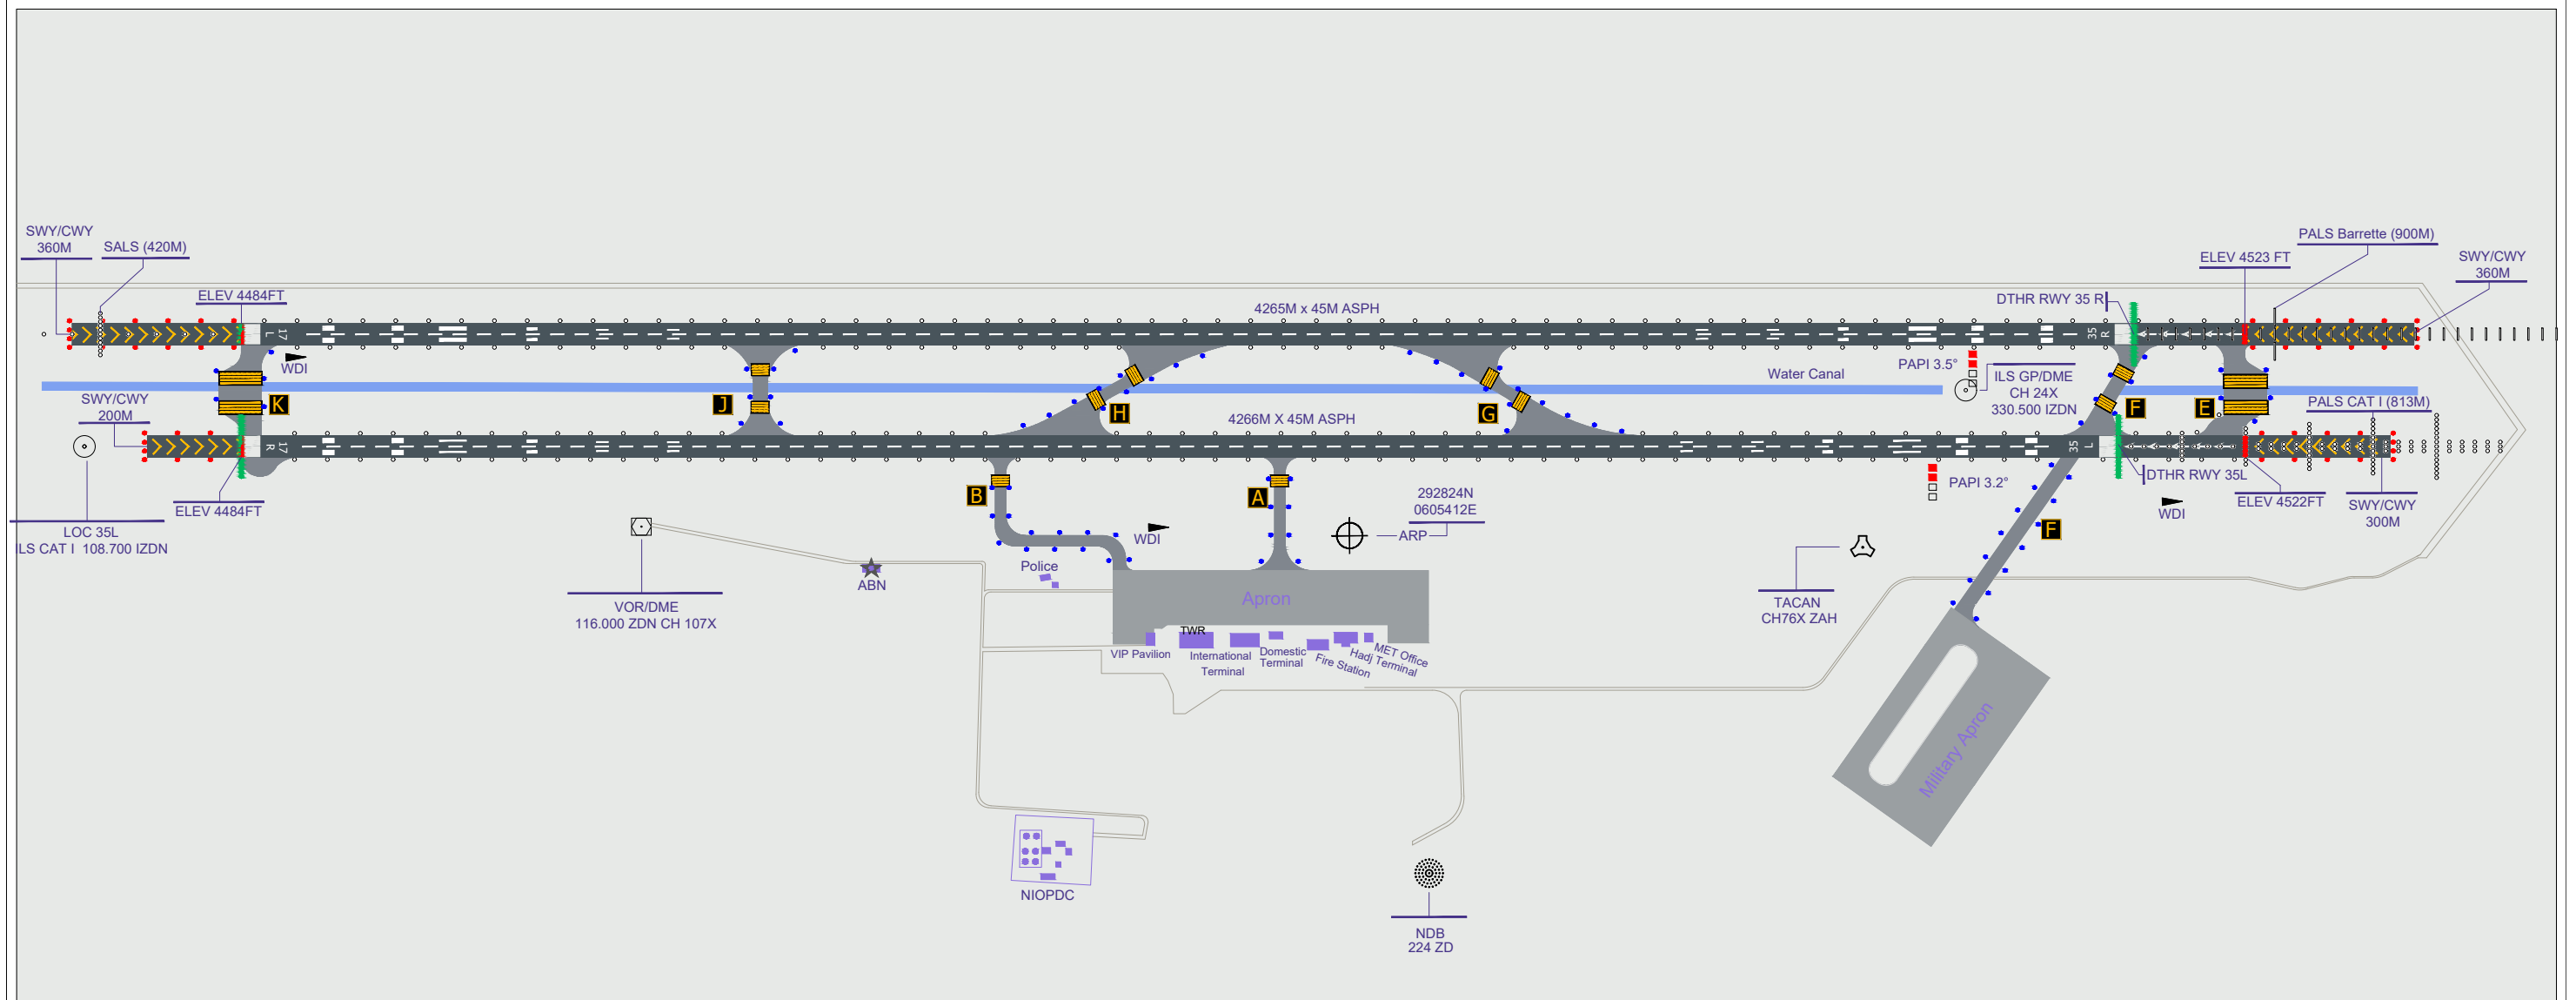 PALS Barrette (900M)
SWY/CWY
360M
SALS (420M)
ELEV 4523 FT
SWY/CWY
360M
ELEV 4484FT
DTHR RWY 35 R
4265M x 45M ASPH
17
L
35
R
WDI
PAPI 3.5°
ILS GP/DME
CH 24X
330.500 IZDN
Water Canal
SWY/CWY
200M
K
J
H
G
F
E
PALS CAT I (813M)
4266M X 45M ASPH
17
R
35
L
DTHR RWY 35L
PAPI 3.2°
B
A
292824N
0605412E
ARP
ELEV 4484FT
ELEV 4522FT
SWY/CWY
300M
WDI
LOC 35L
ILS CAT I 108.700 IZDN
WDI
F
Police
ABN
VOR/DME
116.000 ZDN CH 107X
Apron
TACAN
CH76X ZAH
TWR
VIP Pavilion
International
Terminal
Domestic
Terminal
Fire Station
Hadj Terminal
MET Office
Military Apron
NIOPDC
NDB
224 ZD